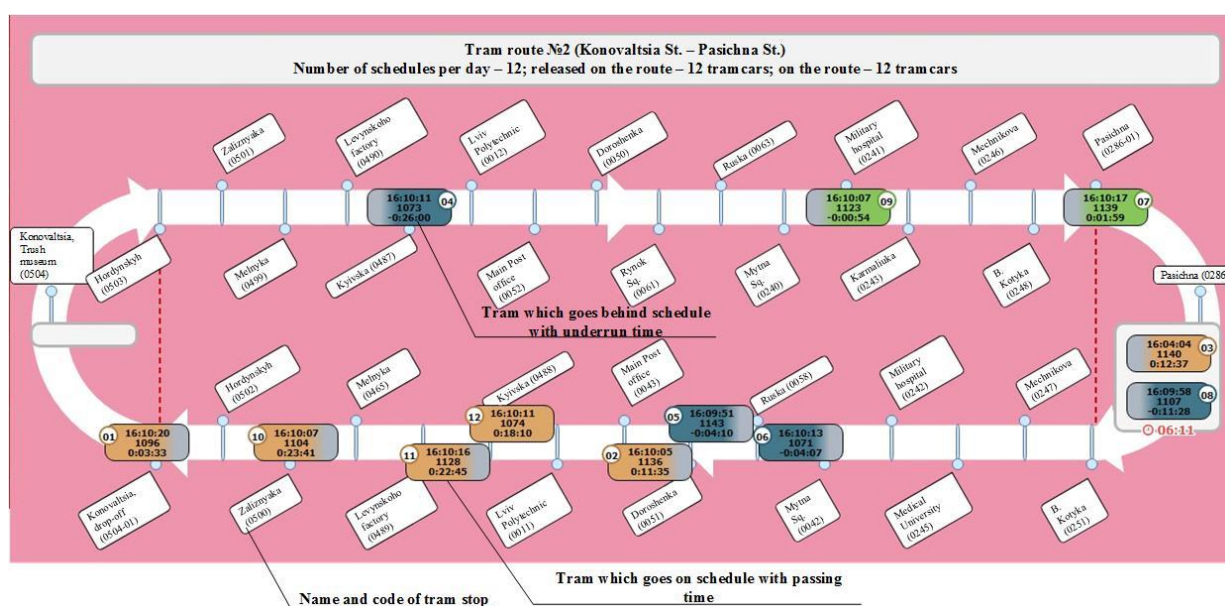 Tram route №2 (Konovaltsia St. – Pasichna St.)
Number of schedules per day – 12; released on the route – 12 tramcars; on the route – 12 tramcars
Zaliznyaka
(0501)
Levynskoho
factory
(0490)
Lviv
Polytechnic
(0012)
Doroshenka
(0050)
Ruska (0063)
Military
hospital
(0241)
Mechnikova
(0246)
Pasichna
(0286-01)
16:10:11
1073
-0:26:00
04
16:10:07
1123
-0:00:54
09
16:10:17
1139
0:01:59
07
Konovaltsia,
Trush
museum
(0504)
Hordynskyh
(0503)
Melnyka
(0499)
Kyivska (0487)
Main Post
office
(0052)
Rynok
Sq.
(0061)
Mytna
Sq.
(0240)
Karmaliuka
(0243)
B.
Kotyka
(0248)
Pasichna (0286
Tram which goes behind schedule
with underrun time
16:04:04
1140
0:12:37
03
16:09:58
1107
-0:11:28
08
06:11
Hordynskyh
(0502)
Melnyka
(0465)
Kyivska (0488)
Main Post
office
(0043)
Ruska (0058)
Military
hospital
(0242)
Mechnikova
(0247)
01
16:10:20
1096
0:03:33
10
16:10:07
1104
0:23:41
12
16:10:11
1074
0:18:10
11
16:10:16
1128
0:22:45
05
16:09:51
1143
-0:04:10
02
16:10:05
1136
0:11:35
06
16:10:13
1071
-0:04:07
Konovaltsia,
drop-off
(0504-01)
Zaliznyaka
(0500)
Levynskoho
factory
(0489)
Lviv
Polytechnic
(0011)
Doroshenka
(0051)
Mytna
Sq.
(0042)
Medical
University
(0245)
B.
Kotyka
(0251)
Tram which goes on schedule with passing
time
Name and code of tram stop